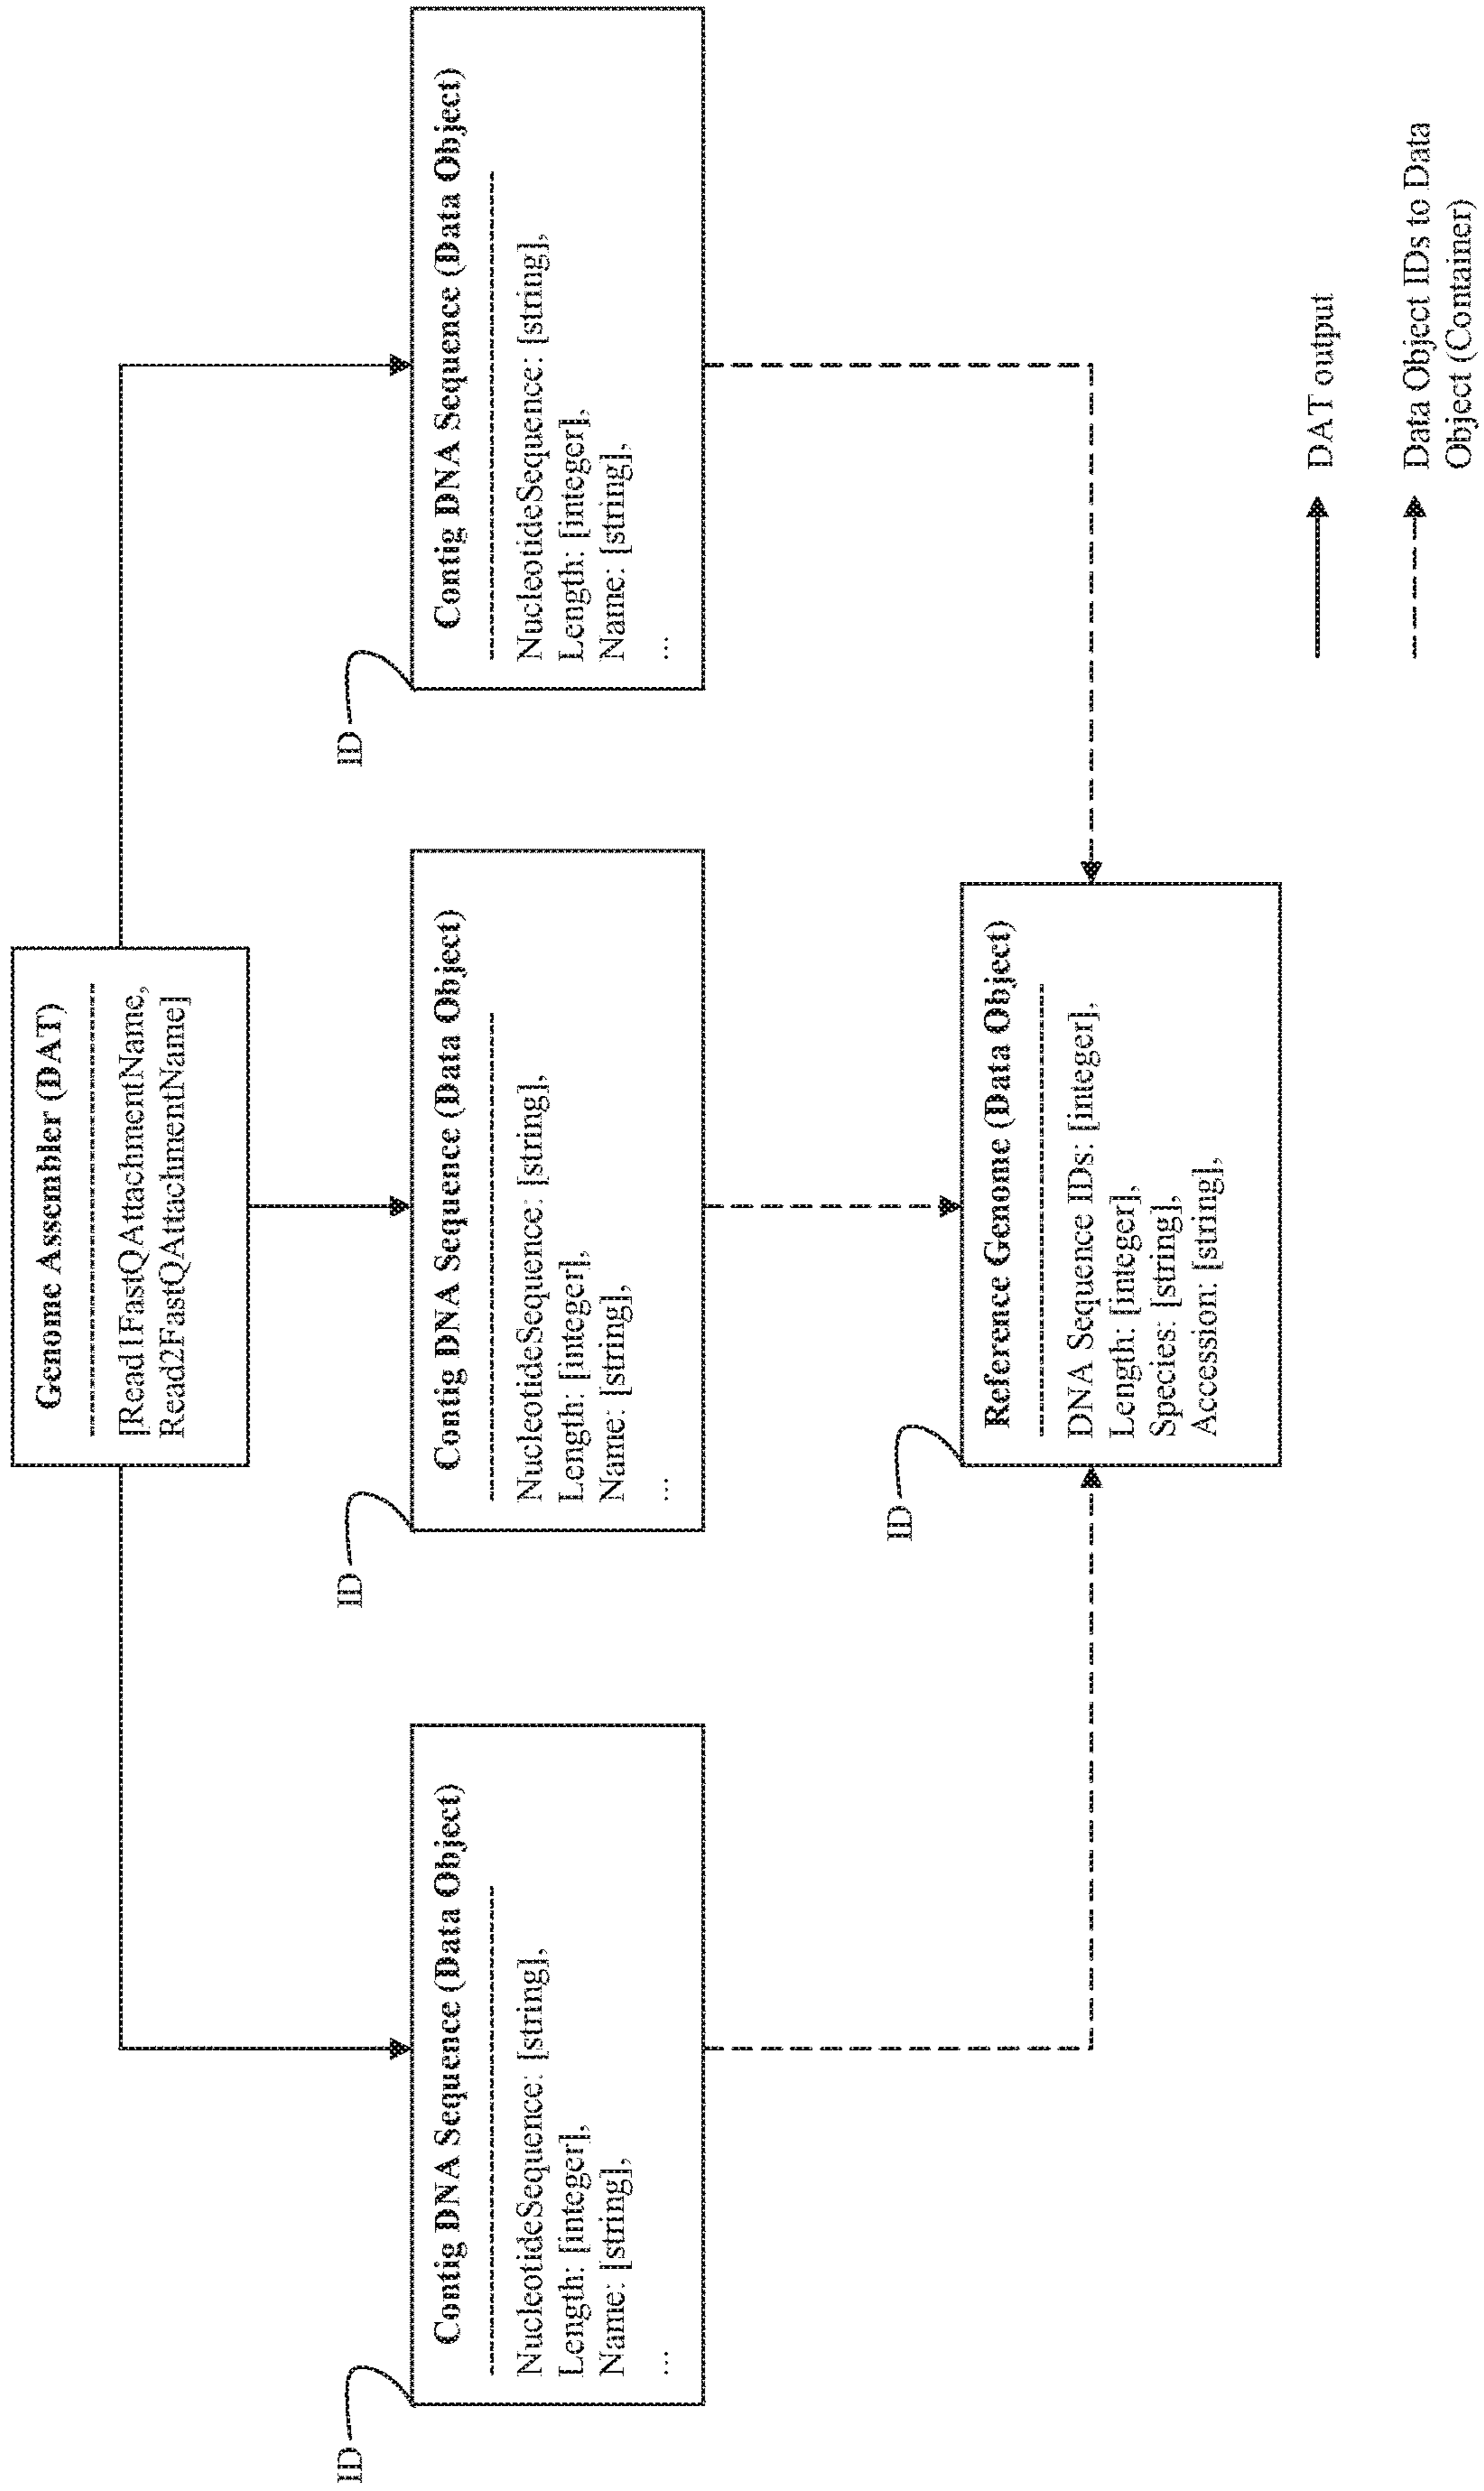 Genome Assembler (DAT)
[Read1FastQAttachmentName,
Read2FastQAttachmentName]
ID
Contig DNA Sequence (Data Object)
NucleotideSequence: [string],
Length: [integer],
Name: [string],
...
ID
Contig DNA Sequence (Data Object)
NucleotideSequence: [string],
Length: [integer],
Name: [string],
...
ID
Contig DNA Sequence (Data Object)
NucleotideSequence: [string],
Length: [integer],
Name: [string],
...
ID
Reference Genome (Data Object)
DNA Sequence IDs: [integer],
Length: [integer],
Species: [string],
Accession: [string],
DAT output
Data Object IDs to Data
Object (Container)